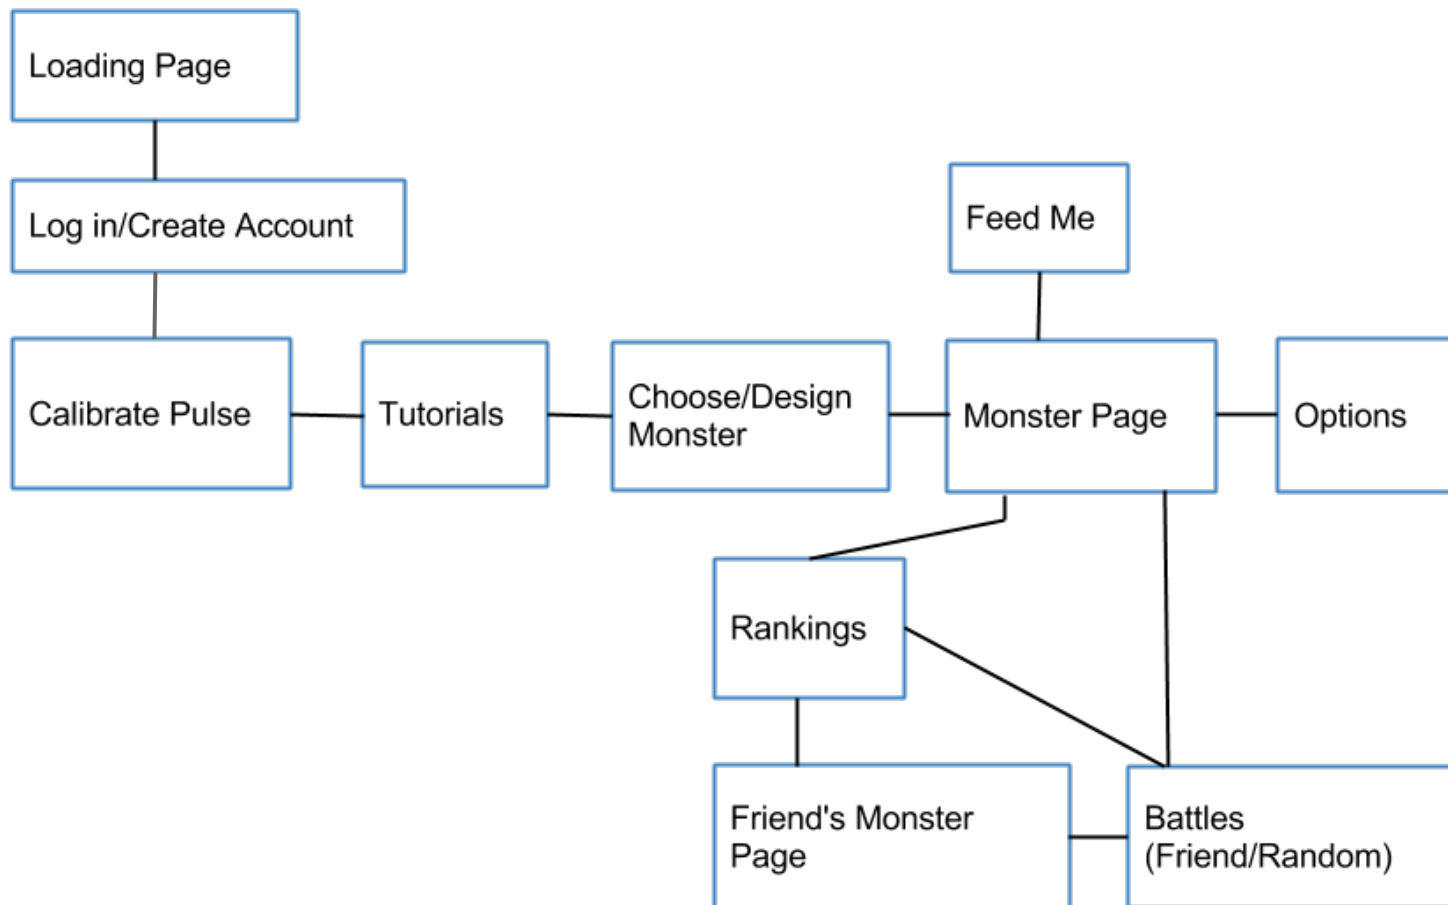 Loading Page
Log in/Create Account
Feed Me
Calibrate Pulse
Tutorials
Choose/Design
Monster
Monster Page
Options
Rankings
Friend's Monster
Page
Battles
(Friend/Random)